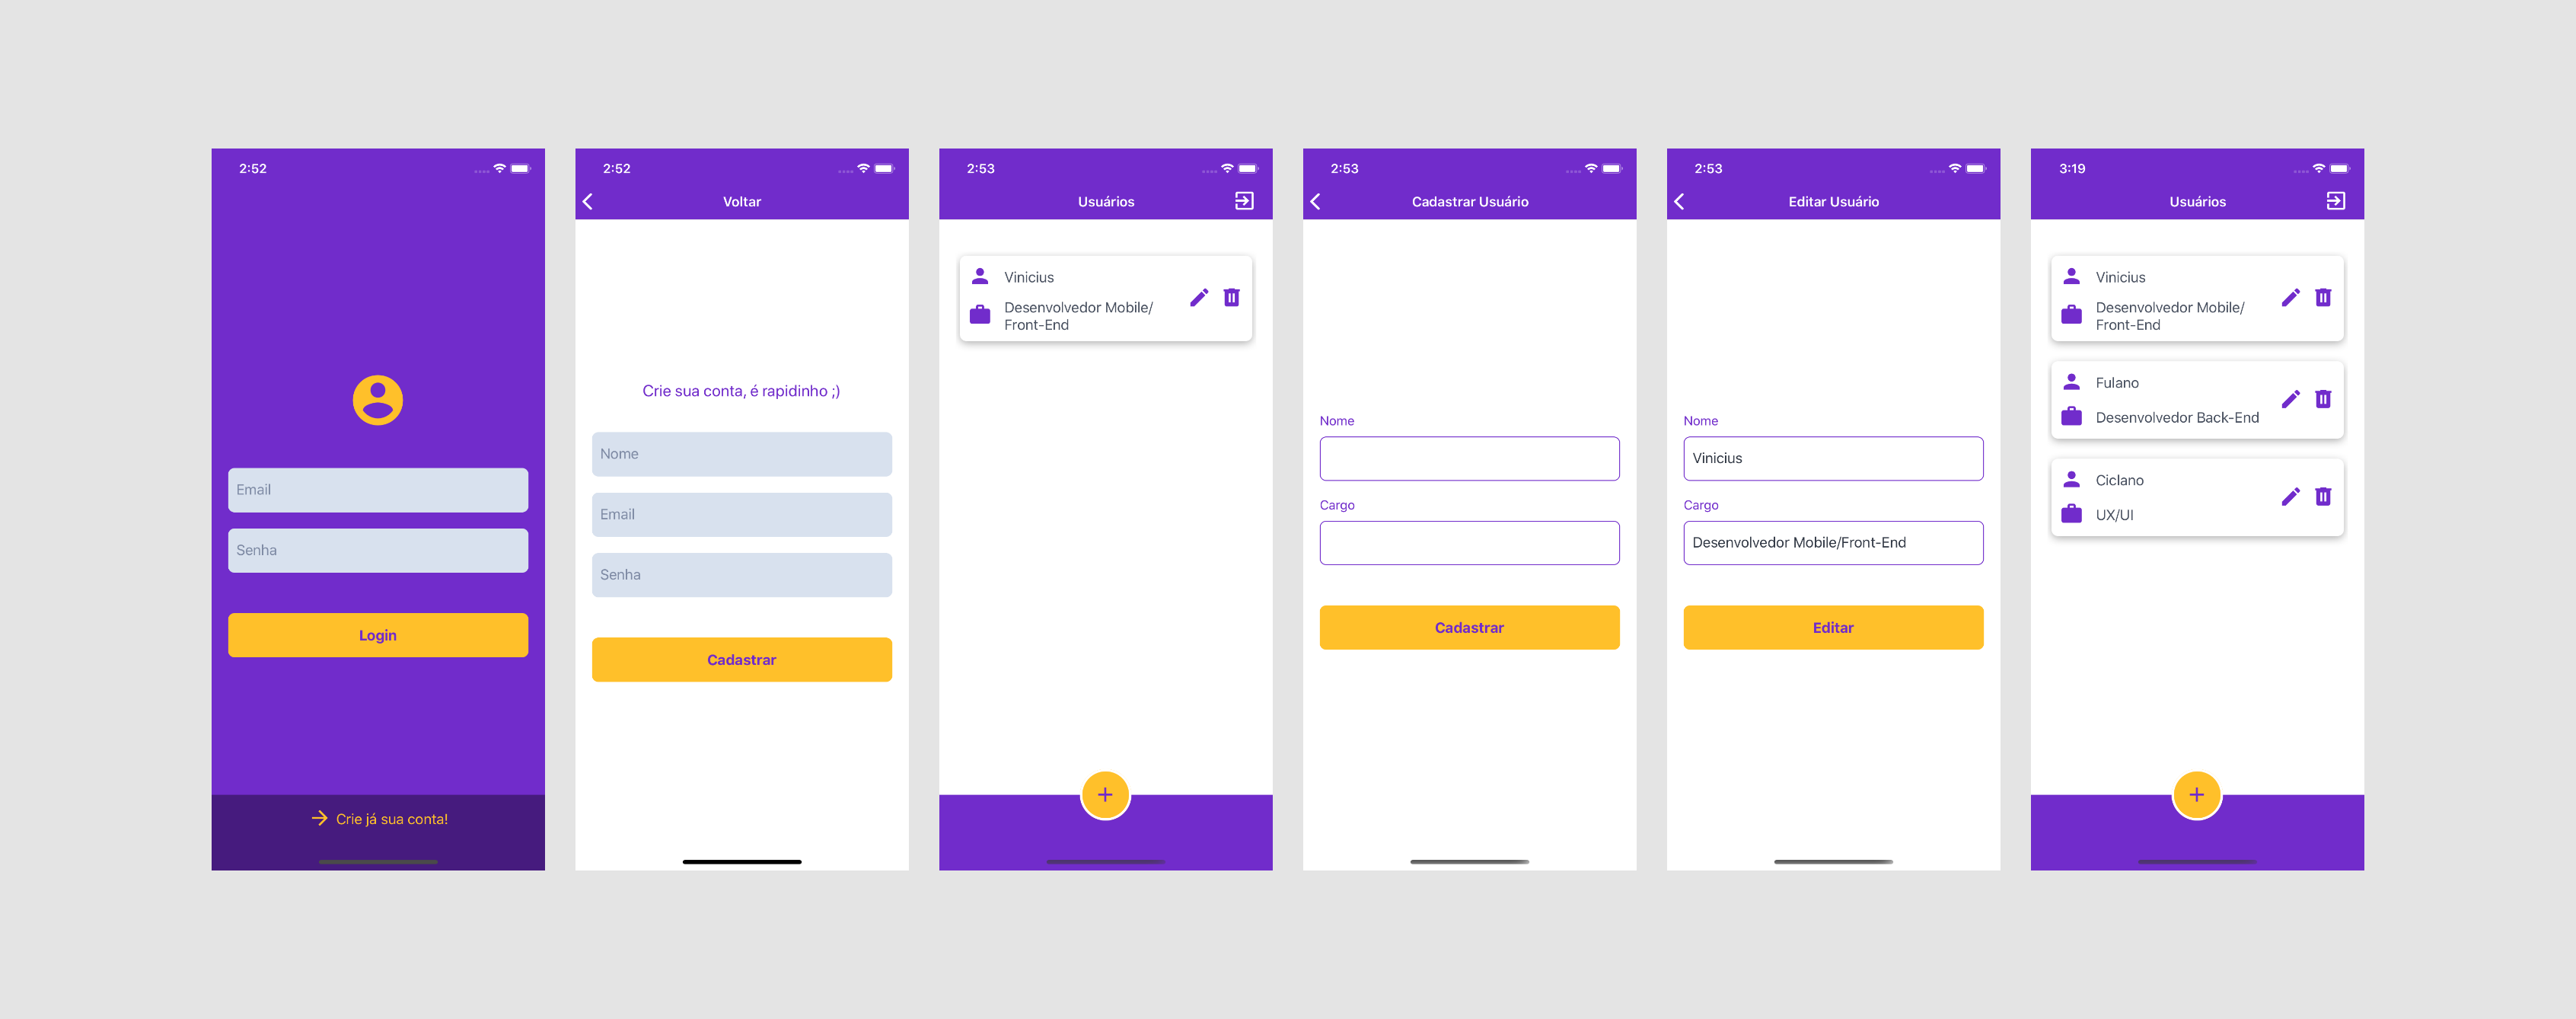 2:52
Email
Senha
Login
Crie já sua conta!
2:52
Voltar
Crie sua conta, é rapidinho ;)
Nome
Email
Senha
Cadastrar
2:53
Usuários
Vinicius
Desenvolvedor Mobile/
Front-End
+
2:53
Cadastrar Usuário
Nome
Cargo
Cadastrar
2:53
Editar Usuário
Nome
Vinicius
Cargo
Desenvolvedor Mobile/Front-End
Editar
3:19
Usuários
Vinicius
Desenvolvedor Mobile/
Front-End
Fulano
Desenvolvedor Back-End
Ciclano
UX/UI
+